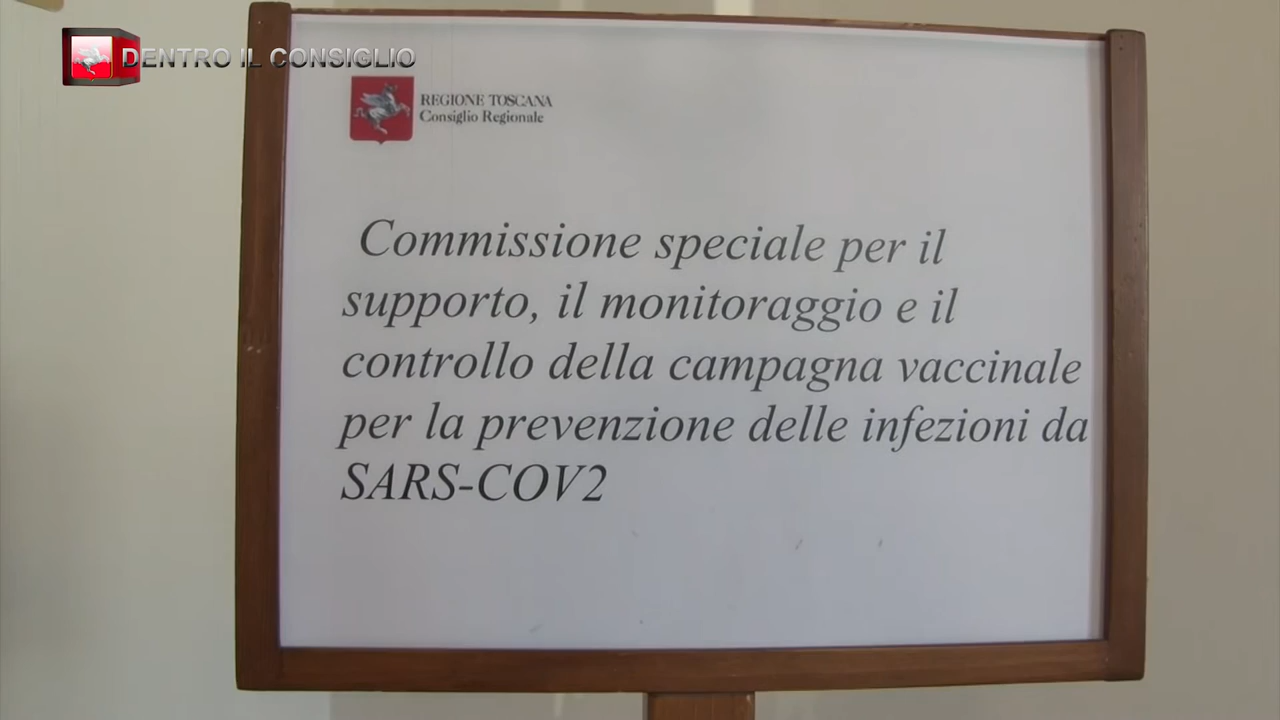 DENTRO IL CONSIGLIO
REGIONE TOSCANA
Consiglio Regionale
Commissione speciale per il
supporto, il monitoraggio e il
controllo della campagna vaccinale
per la prevenzione delle infezioni da
SARS-COV2